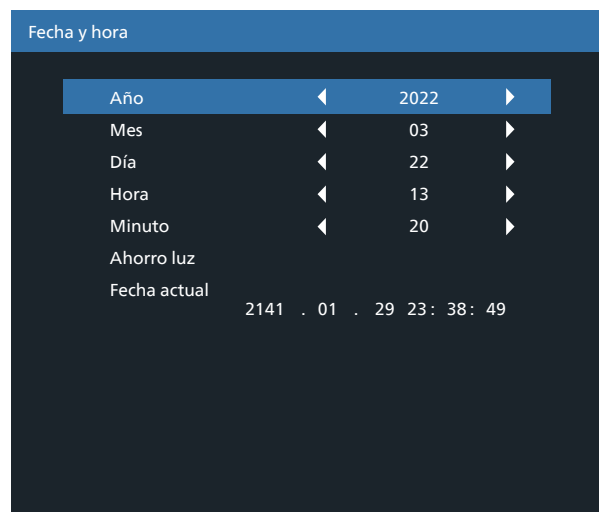 Fecha y hora
Año 2022
Mes 03
Día 22
Hora 13
Minuto 20
Ahorro luz
Fecha actual
2141 . 01 . 29 23: 38: 49